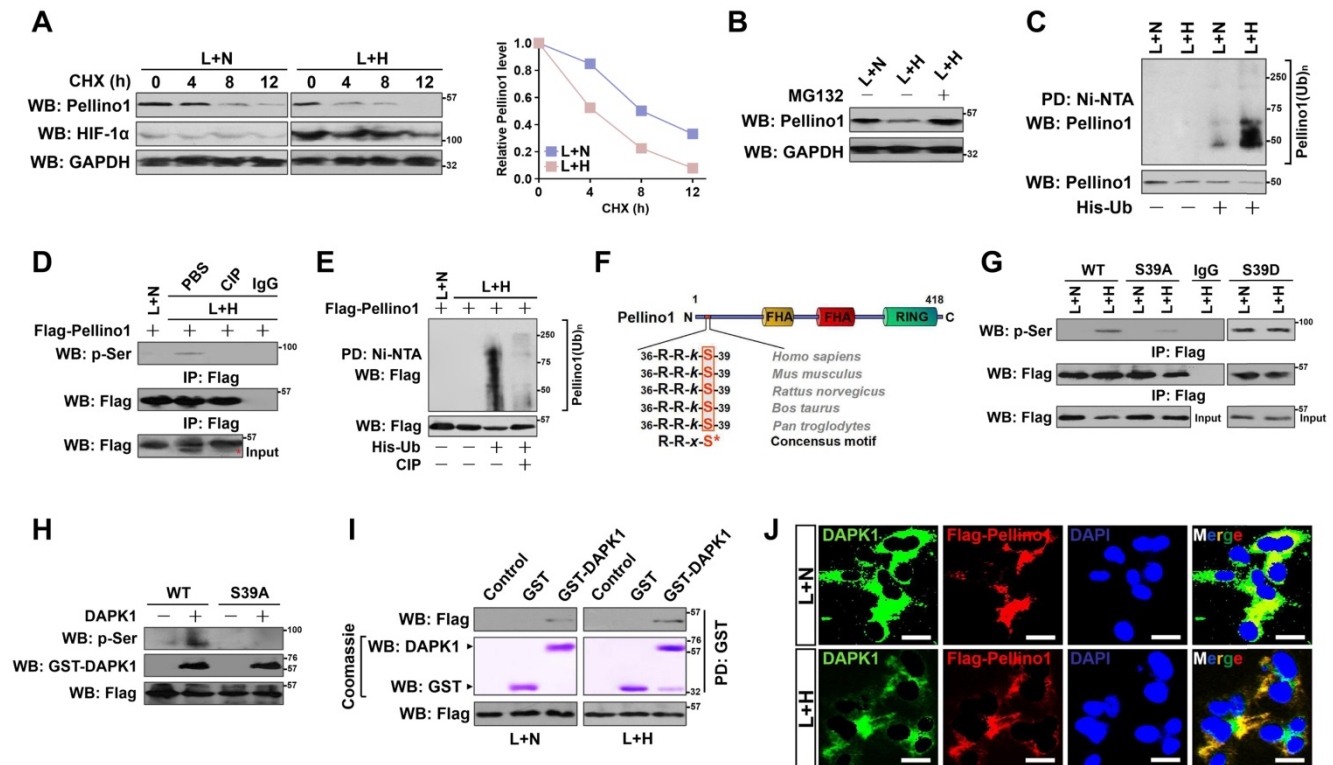 A
L+N
L+H
CHX (h)
0 4 8 12
0 4 8 12
WB: Pellino1
57
WB: HIF-1α
100
WB: GAPDH
32
Relative Pellino1 level
1.0
0.8
0.6
0.4
0.2
0.0
L+N
L+H
0 4 8 12
CHX (h)
B
L+N
L+H
L+H
MG132 − − +
WB: Pellino1
57
WB: GAPDH
32
C
L+N
L+H
L+N
L+H
250
PD: Ni-NTA
75
WB: Pellino1
50
Pellino1(Ub)n
WB: Pellino1
50
His-Ub − − + +
D
L+N
PBS
CIP
IgG
L+H
Flag-Pellino1 + + + +
WB: p-Ser
100
IP: Flag
57
WB: Flag
IP: Flag
57
WB: Flag
* Input
E
L+N
L+H
Flag-Pellino1 + + + +
250
PD: Ni-NTA
75
WB: Flag
50
Pellino1(Ub)n
WB: Flag
57
His-Ub − − + +
CIP − − − +
F
1
418
Pellino1 N FHA FHA RING C
36-R-R-k-S-39 Homo sapiens
36-R-R-k-S-39 Mus musculus
36-R-R-k-S-39 Rattus norvegicus
36-R-R-k-S-39 Bos taurus
36-R-R-k-S-39 Pan troglodytes
R-R-x-S* Concensus motif
G
WT S39A IgG S39D
L+N
L+H
L+N
L+H
L+H
L+N
L+H
WB: p-Ser
100
IP: Flag
57
WB: Flag
IP: Flag
57
WB: Flag
Input
Input
H
WT S39A
DAPK1 − + − +
WB: p-Ser
100
WB: GST-DAPK1
76
57
WB: Flag
57
I
Control
GST
GST-DAPK1
Control
GST
GST-DAPK1
57
WB: Flag
76
WB: DAPK1
57
Coomassie
PD: GST
WB: GST
32
57
WB: Flag
L+N L+H
J
L+N
DAPK1 Flag-Pellino1 DAPI Merge
L+H
DAPK1 Flag-Pellino1 DAPI Merge